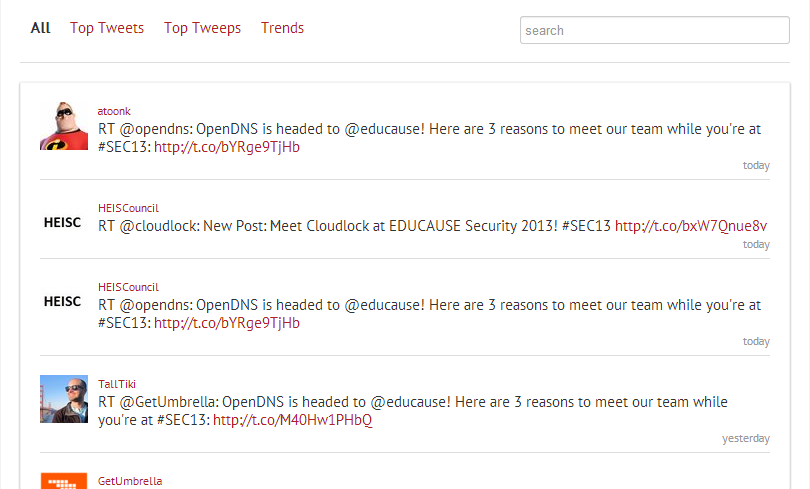 All Top Tweets Top Tweeps Trends search
atoonk
RT @opendns: OpenDNS is headed to @educause! Here are 3 reasons to meet our team while you're at
#SEC13: http://t.co/bYRge9TjHb
today
HEISC
HEISCouncil
RT @cloudlock: New Post: Meet Cloudlock at EDUCAUSE Security 2013! #SEC13 http://t.co/bxW7Qnue8v
today
HEISC
HEISCouncil
RT @opendns: OpenDNS is headed to @educause! Here are 3 reasons to meet our team while you're at
#SEC13: http://t.co/bYRge9TjHb
today
TallTiki
RT @GetUmbrella: OpenDNS is headed to @educause! Here are 3 reasons to meet our team while
you're at #SEC13: http://t.co/M40Hw1PHbQ
yesterday
GetUmbrella